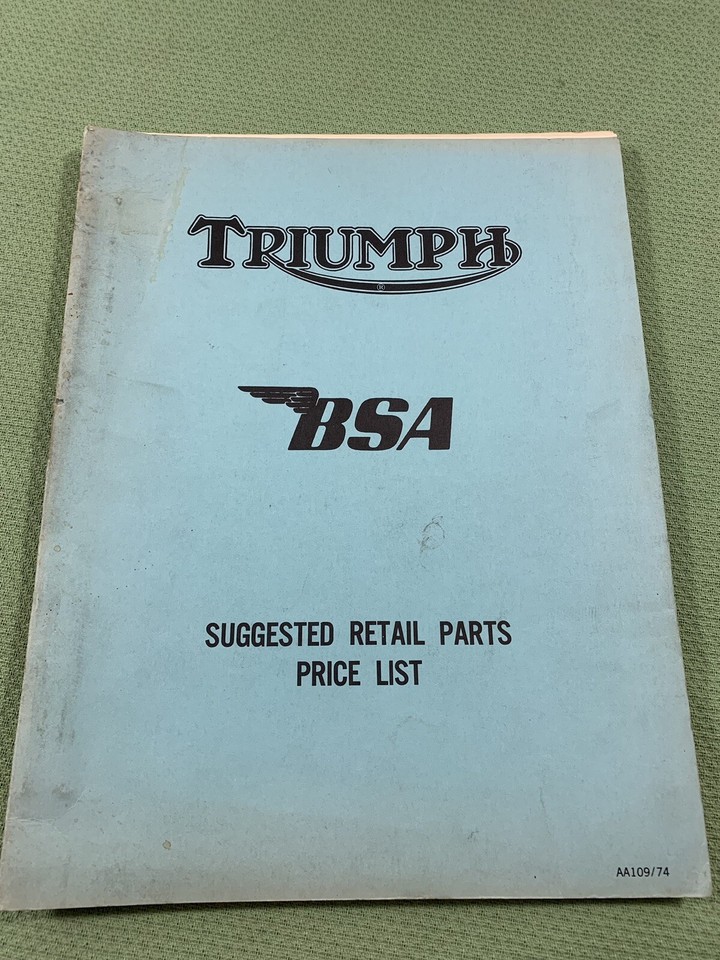 TRIUMPH
®
BSA
SUGGESTED RETAIL PARTS
PRICE LIST
AA109/74